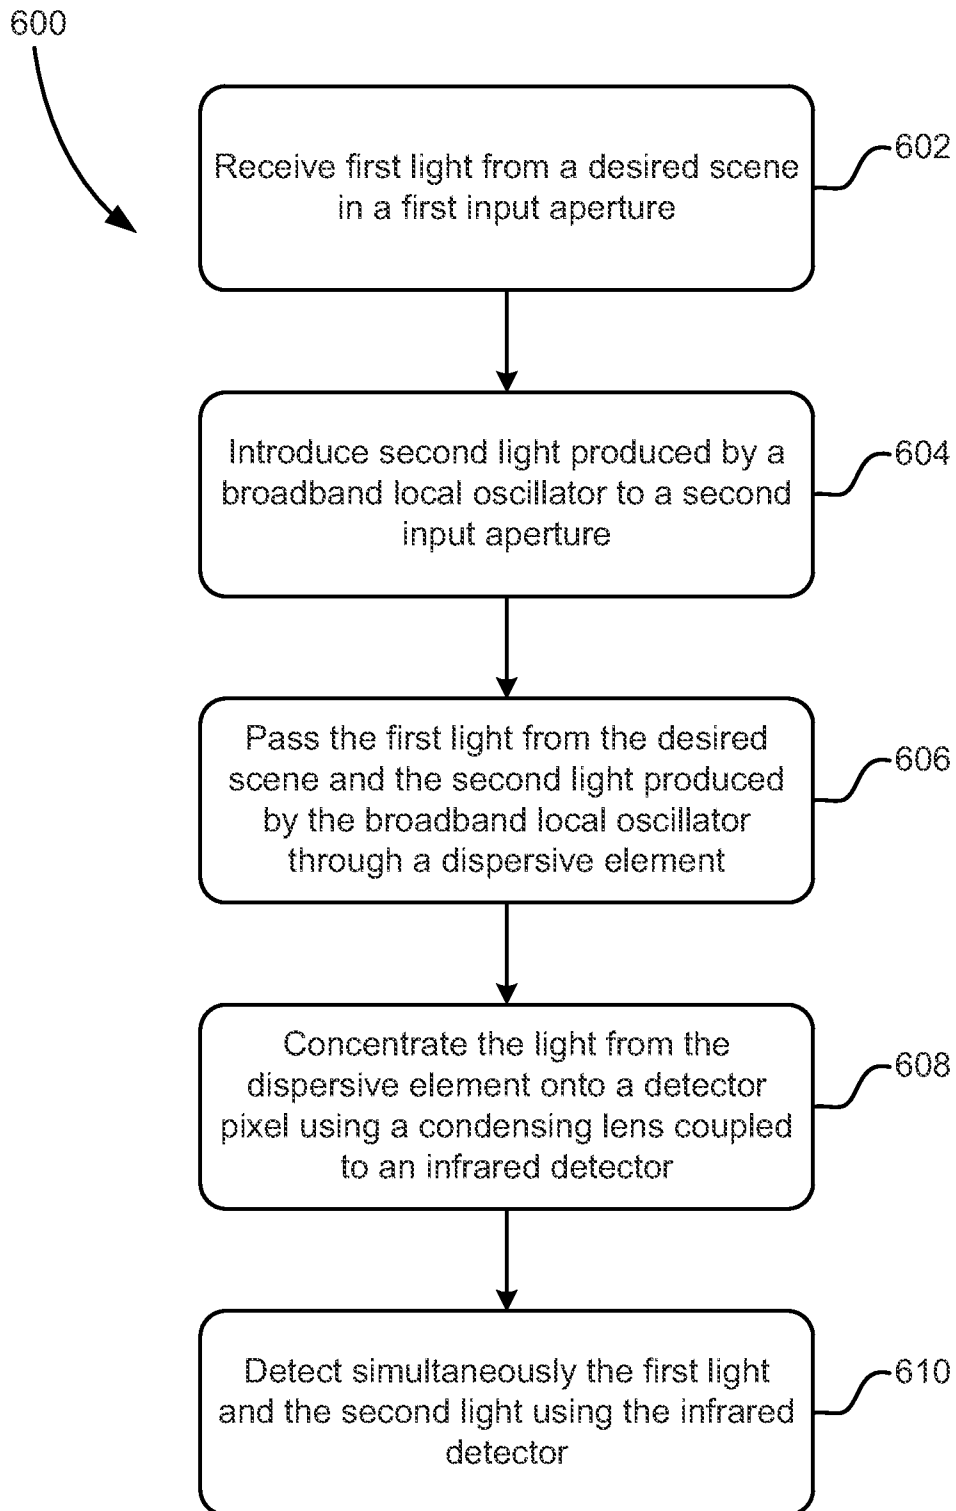 600
Receive first light from a desired scene
in a first input aperture
602
Introduce second light produced by a
broadband local oscillator to a second
input aperture
604
Pass the first light from the desired
scene and the second light produced
by the broadband local oscillator
through a dispersive element
606
Concentrate the light from the
dispersive element onto a detector
pixel using a condensing lens coupled
to an infrared detector
608
Detect simultaneously the first light
and the second light using the infrared
detector
610